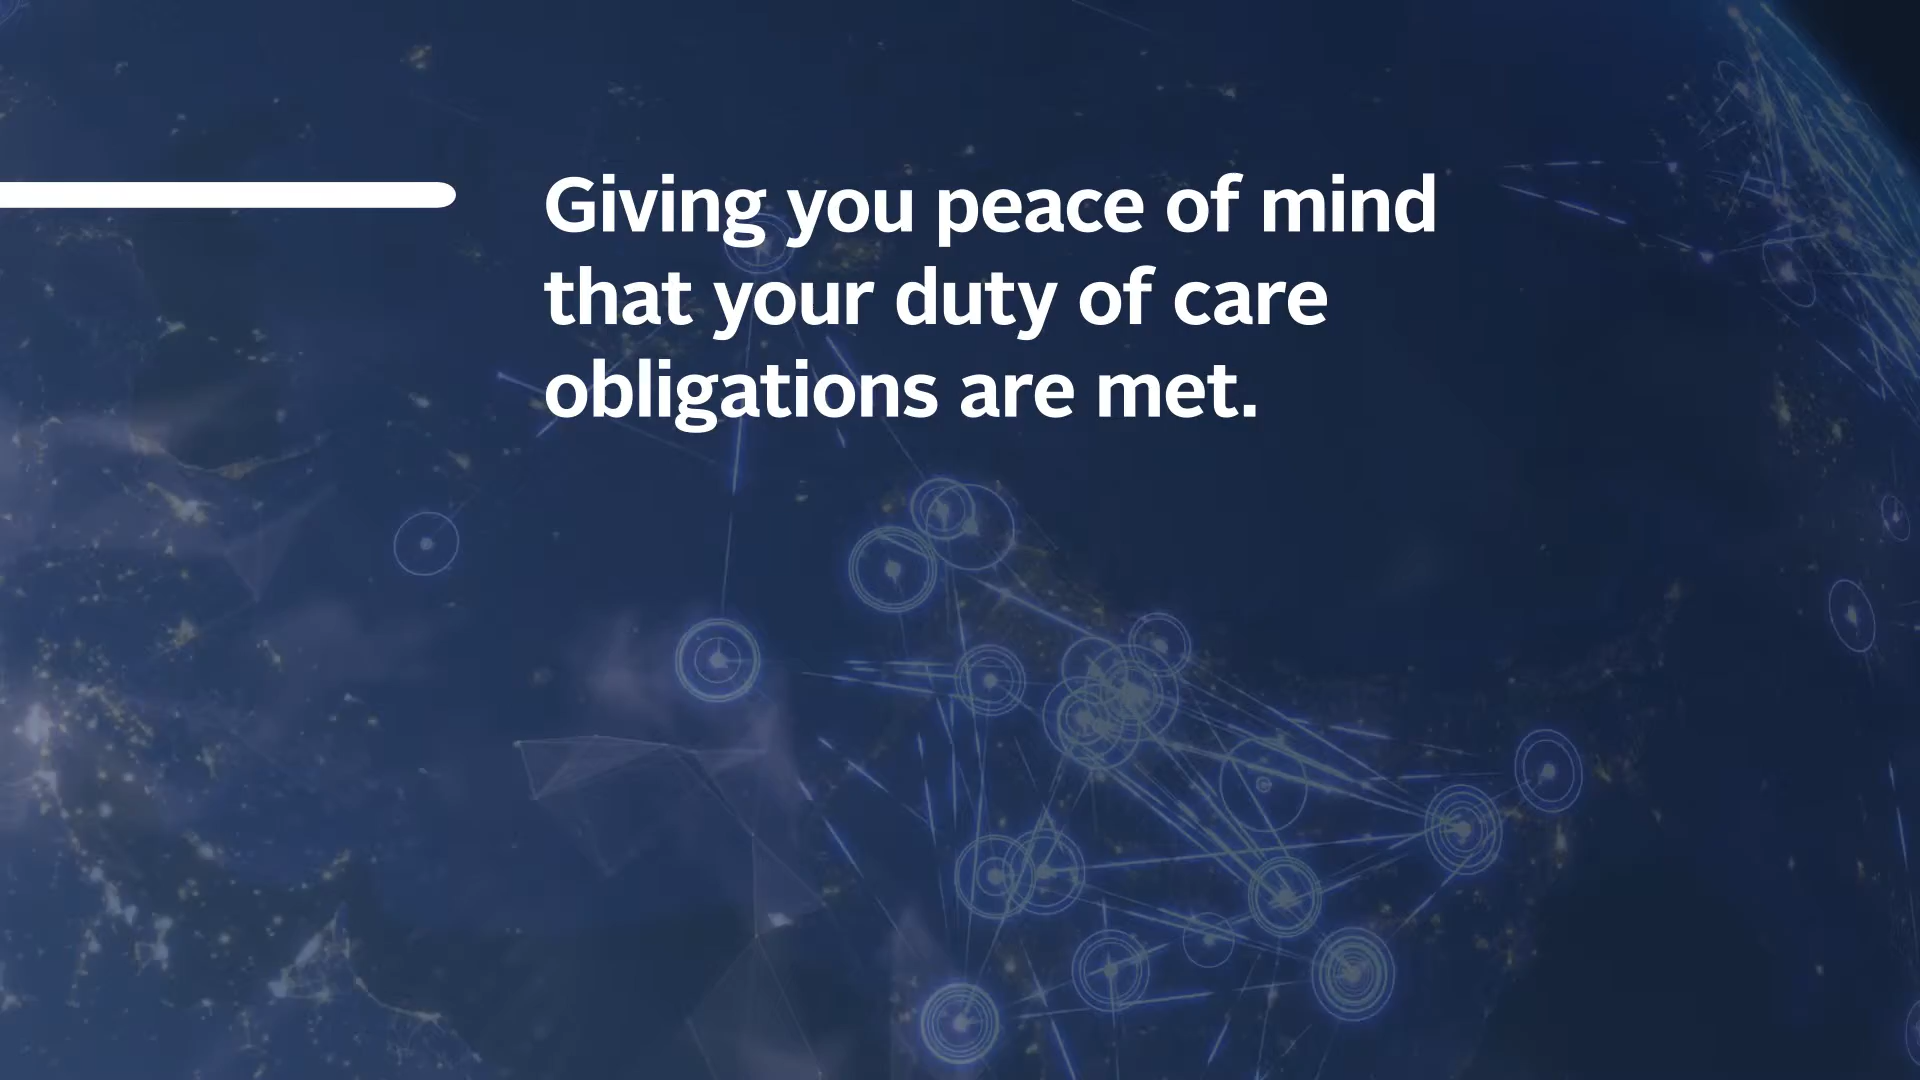 Giving you peace of mind
that your duty of care
obligations are met.